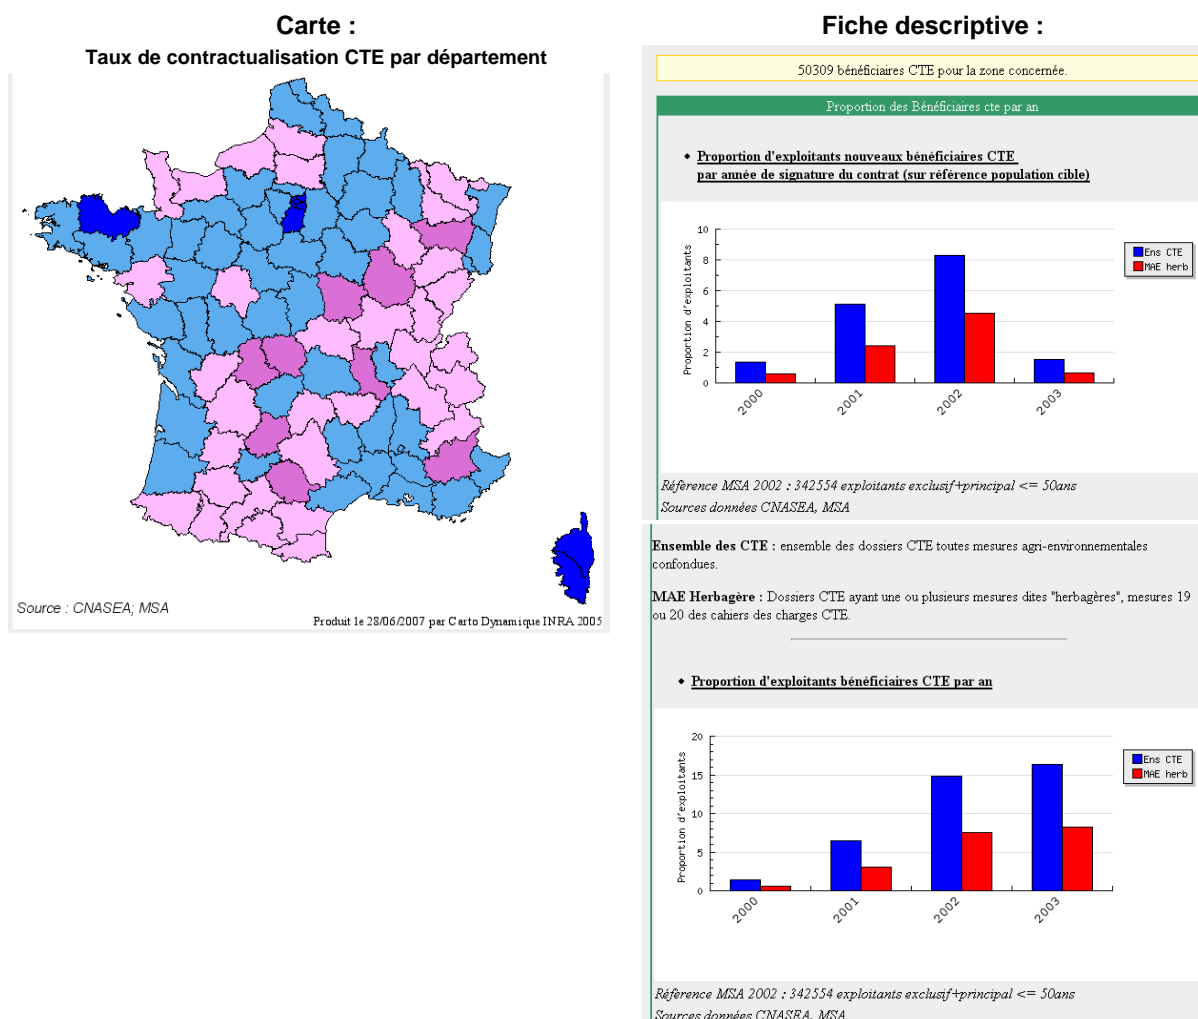 Carte :
Taux de contractualisation CTE par département
Source : CNASEA; MSA
Produit le 28/06/2007 par Carto Dynamique INRA 2005
Fiche descriptive :
50309 bénéficiaires CTE pour la zone concernée.
Proportion des Bénéficiaires cte par an
Proportion d'exploitants nouveaux bénéficiaires CTE
par année de signature du contrat (sur référence population cible)
Proportion d'exploitants
10
8
6
4
2
0
2000
2001
2002
2003
Ens CTE
MAE herb
Référence MSA 2002 : 342554 exploitants exclusif+principal <= 50ans
Sources données CNASEA, MSA
Ensemble des CTE : ensemble des dossiers CTE toutes mesures agri-environnementales
confondues.
MAE Herbagère : Dossiers CTE ayant une ou plusieurs mesures dites "herbagères", mesures 19
ou 20 des cahiers des charges CTE.
Proportion d'exploitants bénéficiaires CTE par an
Proportion d'exploitants
20
15
10
5
0
2000
2001
2002
2003
Ens CTE
MAE herb
Référence MSA 2002 : 342554 exploitants exclusif+principal <= 50ans
Sources données CNASEA, MSA